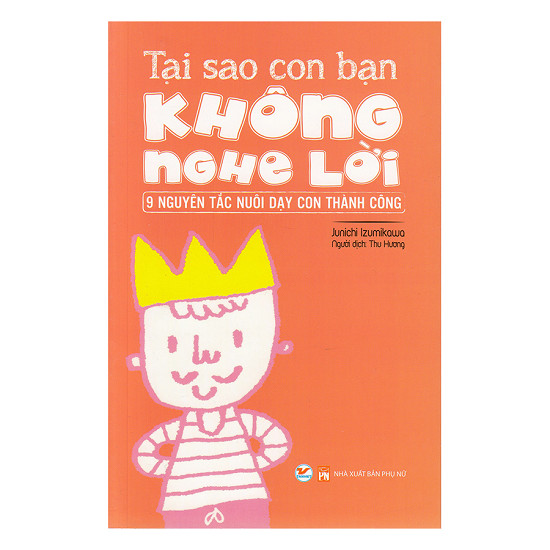 Tại sao con bạn
KHÔNG
NGHE LỜI
9 NGUYÊN TẮC NUÔI DẠY CON THÀNH CÔNG
Junichi Izumikawa
Người dịch: Thu Hương
PN
NHÀ XUẤT BẢN PHỤ NỮ